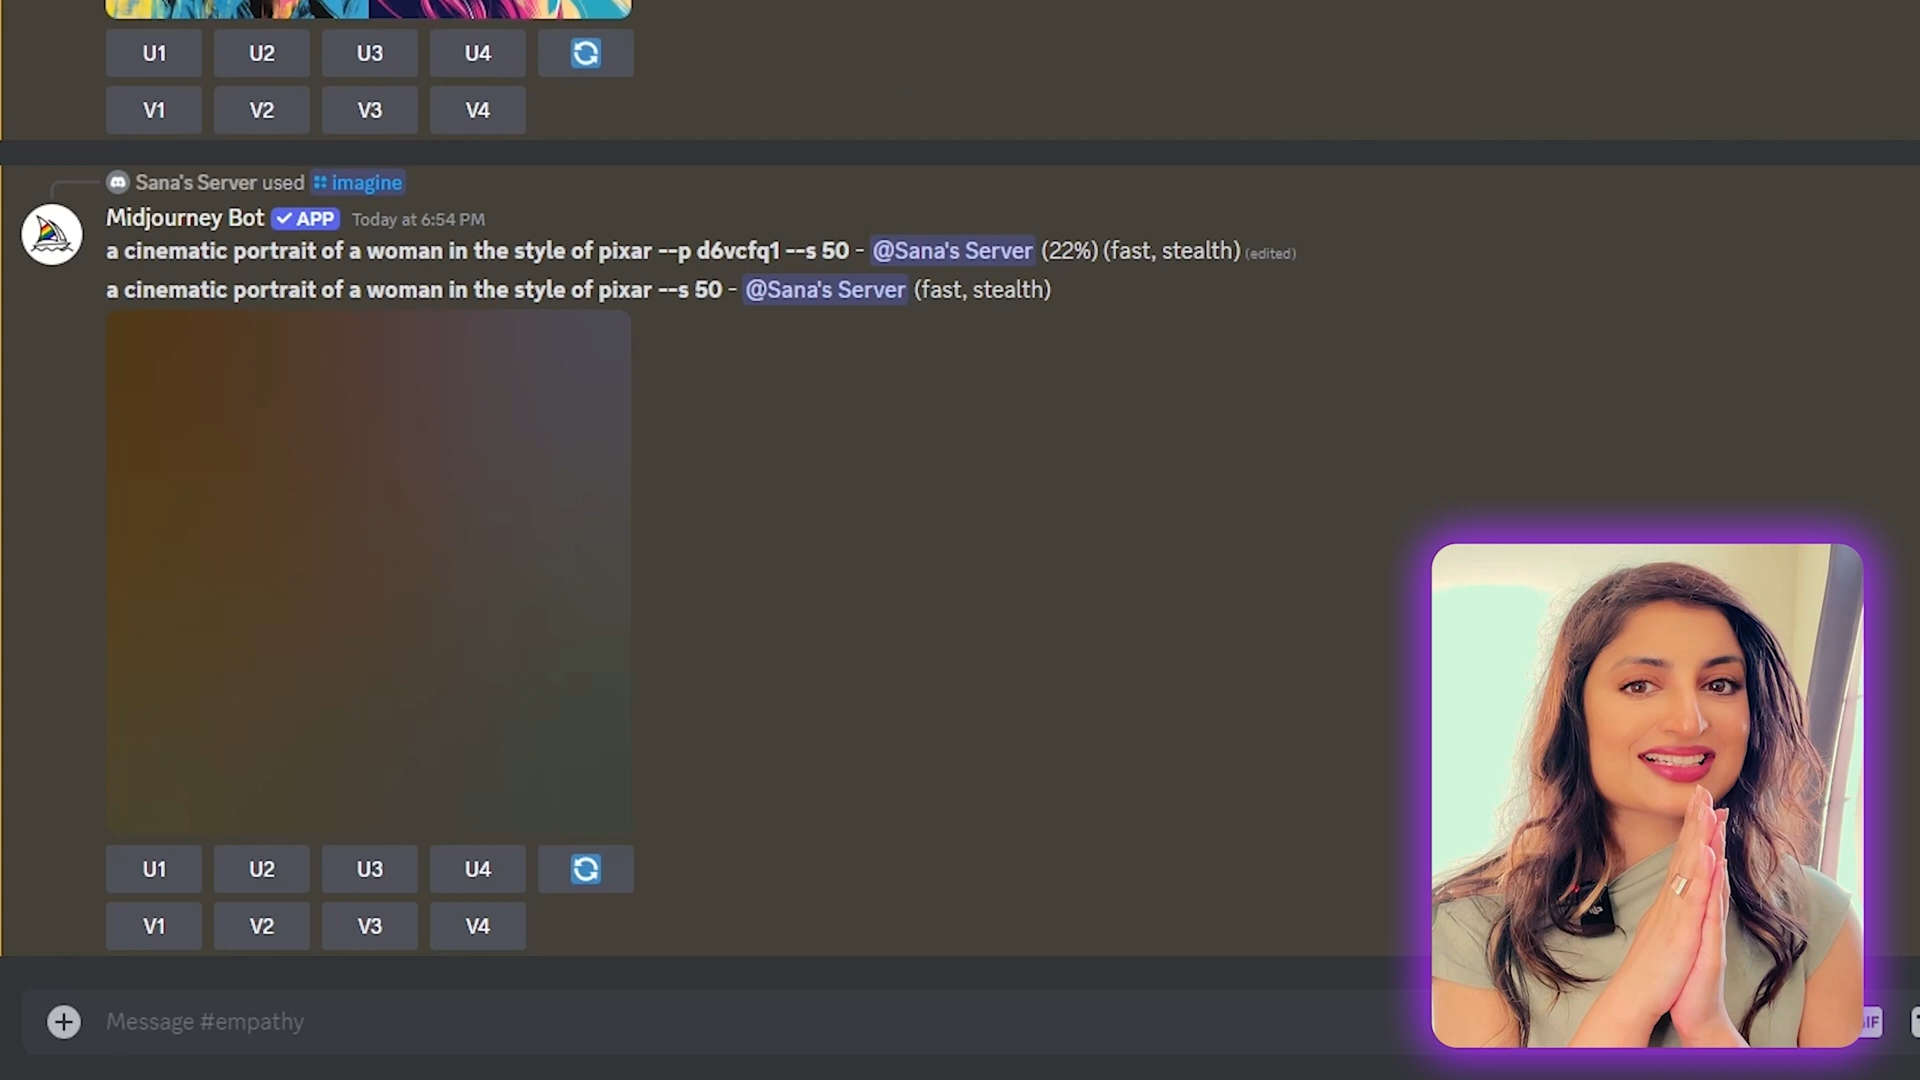 U1 U2 U3 U4
V1 V2 V3 V4
Sana's Server used imagine
Midjourney Bot APP Today at 6:54 PM
a cinematic portrait of a woman in the style of pixar --p d6vcfq1 --s 50 - @Sana's Server (22%) (fast, stealth) (edited)
a cinematic portrait of a woman in the style of pixar --s 50 - @Sana's Server (fast, stealth)
U1 U2 U3 U4
V1 V2 V3 V4
Message #empathy